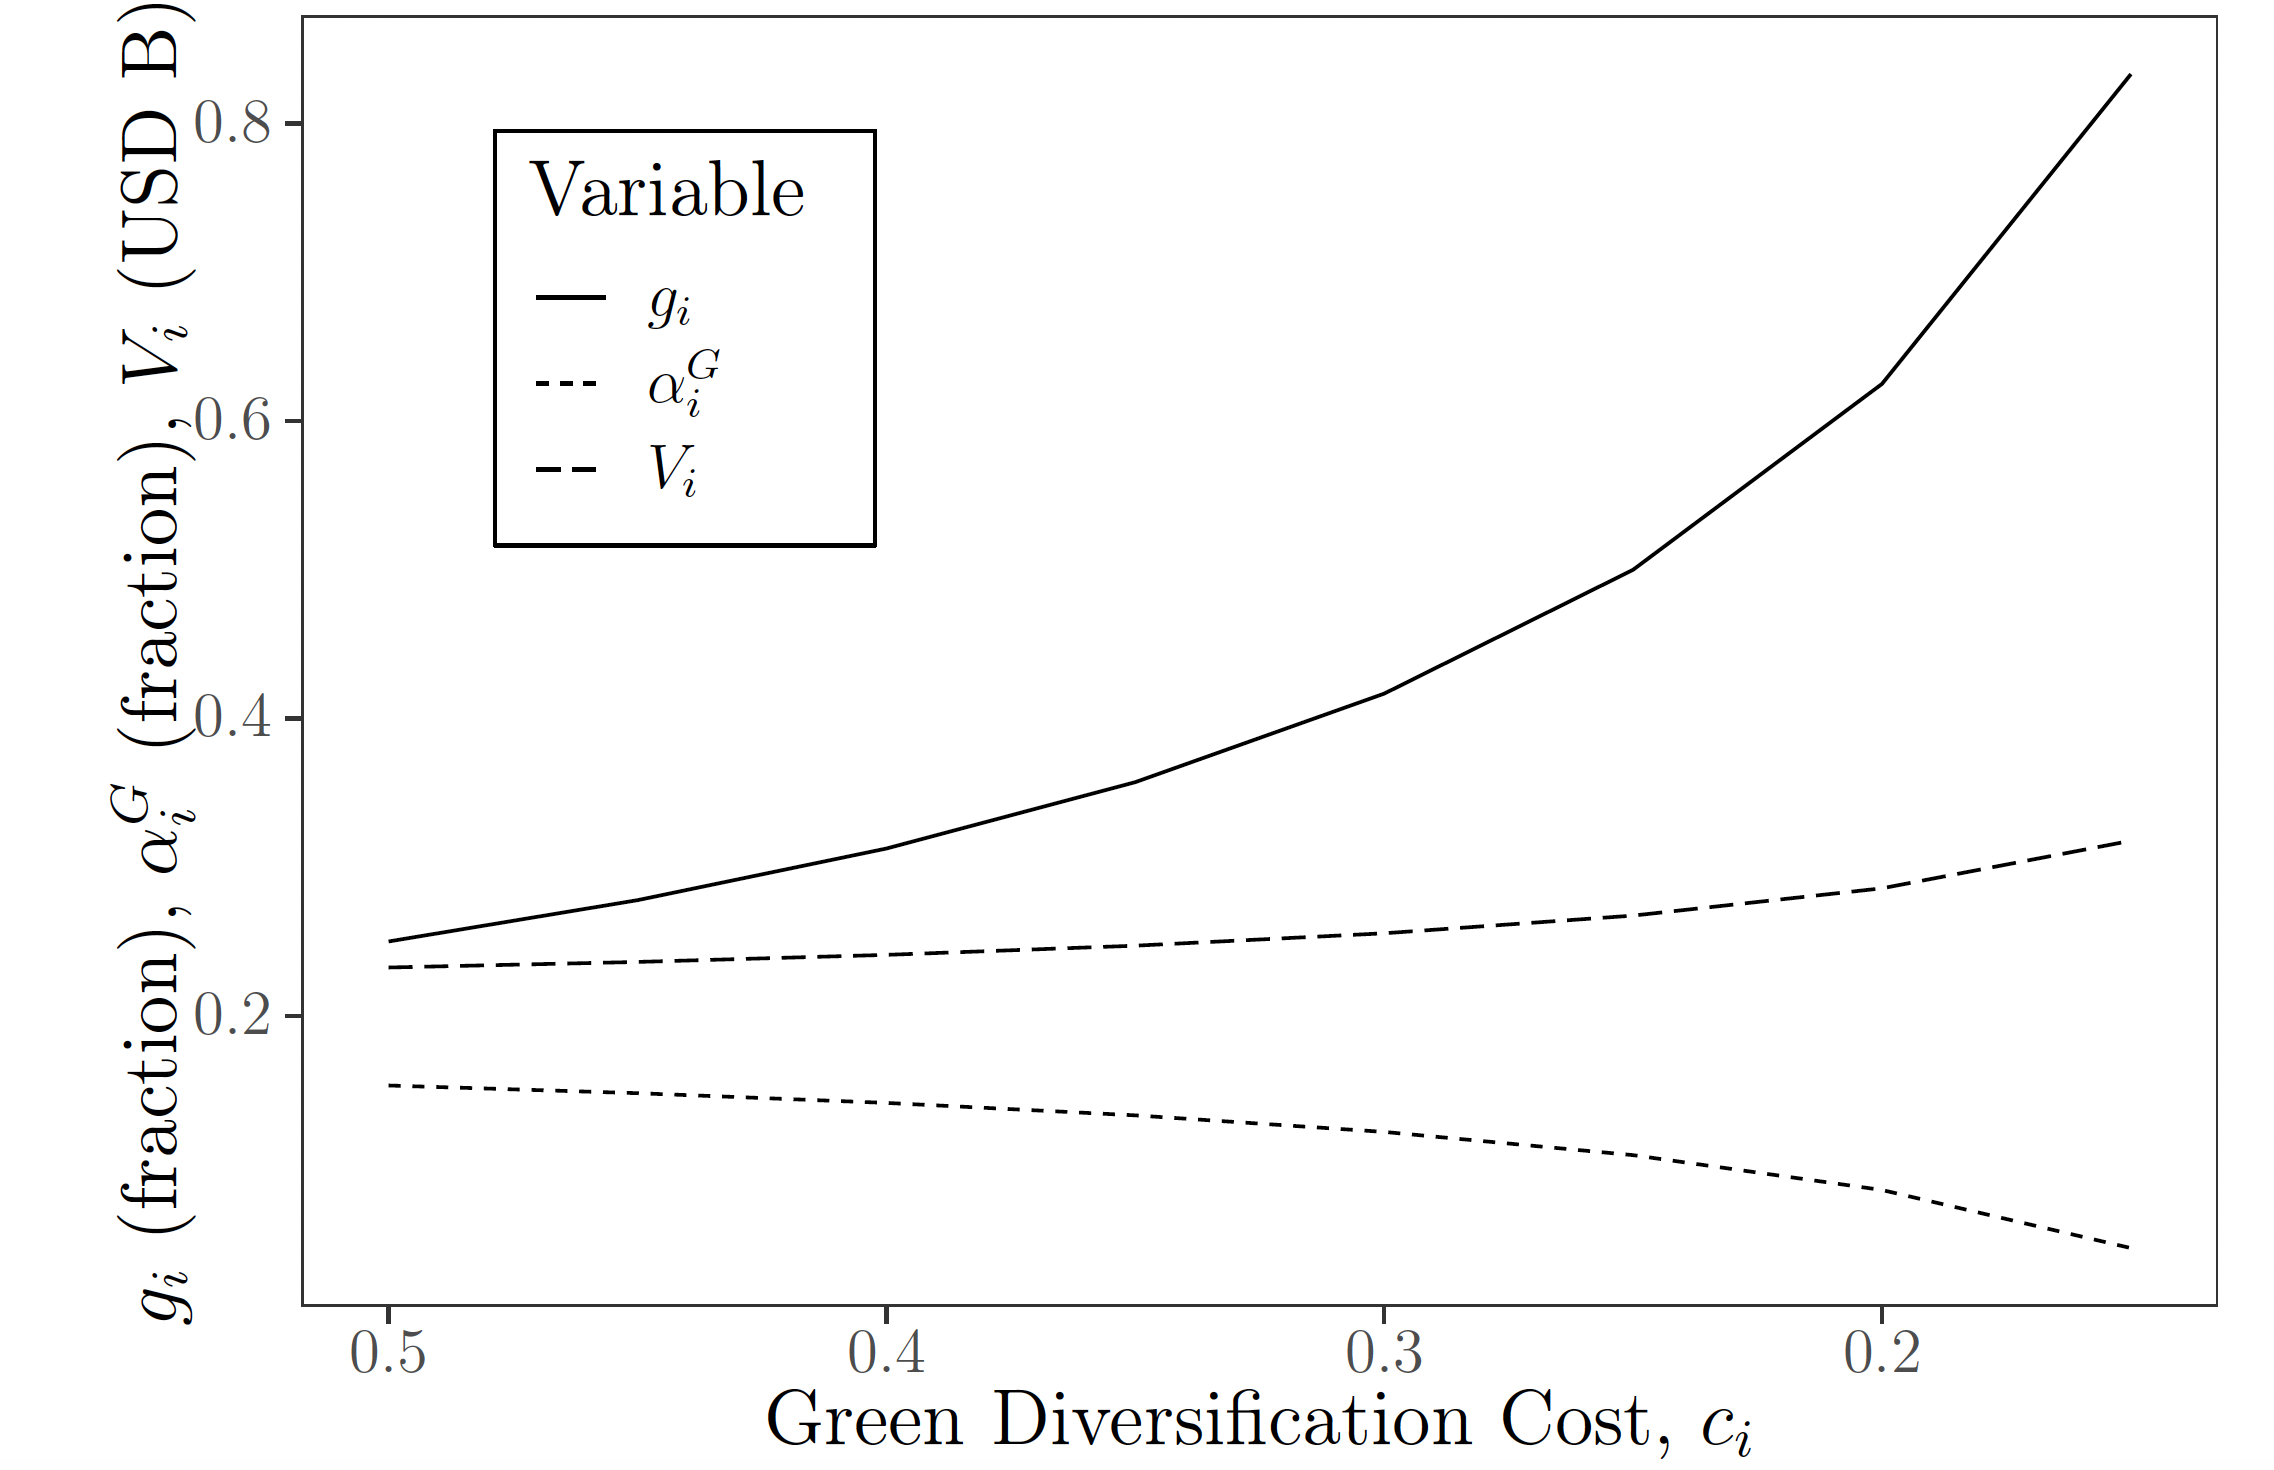 g_i (fraction), α_i^G (fraction), V_i (USD B)
0.8
0.6
0.4
0.2
Variable
g_i
α_i^G
V_i
0.5 0.4 0.3 0.2
Green Diversification Cost, c_i